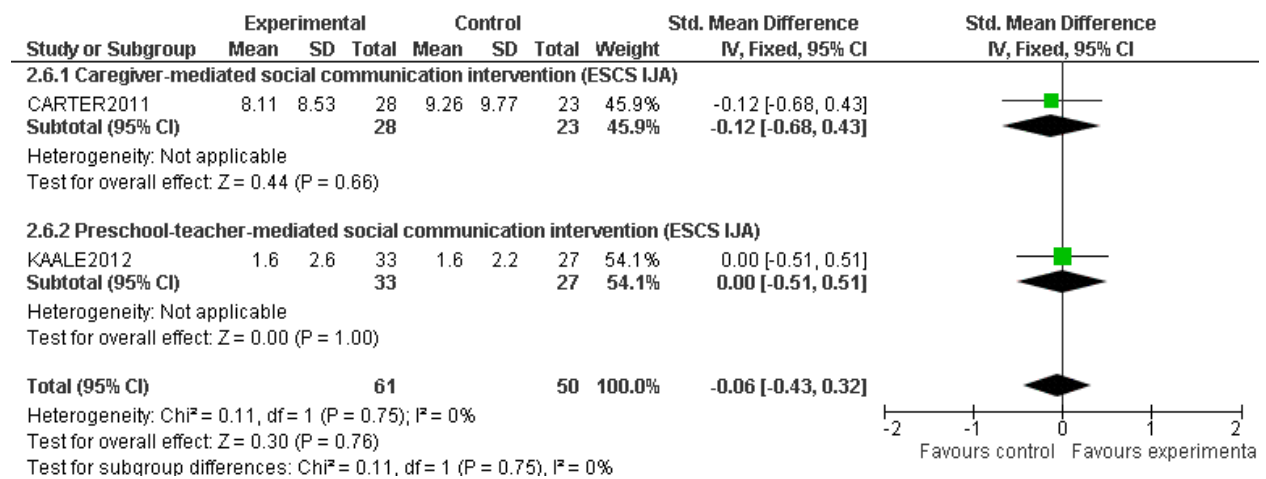 Experimental Control Std. Mean Difference Std. Mean Difference
Study or Subgroup Mean SD Total Mean SD Total Weight IV, Fixed, 95% CI IV, Fixed, 95% CI
2.6.1 Caregiver-mediated social communication intervention (ESCS IJA)
CARTER2011 8.11 8.53 28 9.26 9.77 23 45.9% -0.12 [-0.68, 0.43]
Subtotal (95% CI) 28 23 45.9% -0.12 [-0.68, 0.43]
Heterogeneity: Not applicable
Test for overall effect: Z = 0.44 (P = 0.66)
2.6.2 Preschool-teacher-mediated social communication intervention (ESCS IJA)
KAALE2012 1.6 2.6 33 1.6 2.2 27 54.1% 0.00 [-0.51, 0.51]
Subtotal (95% CI) 33 27 54.1% 0.00 [-0.51, 0.51]
Heterogeneity: Not applicable
Test for overall effect: Z = 0.00 (P = 1.00)
Total (95% CI) 61 50 100.0% -0.06 [-0.43, 0.32]
Heterogeneity: Chi² = 0.11, df = 1 (P = 0.75); I² = 0%
Test for overall effect: Z = 0.30 (P = 0.76)
Test for subgroup differences: Chi² = 0.11, df = 1 (P = 0.75), I² = 0%
-2 -1 0 1 2
Favours control Favours experimenta